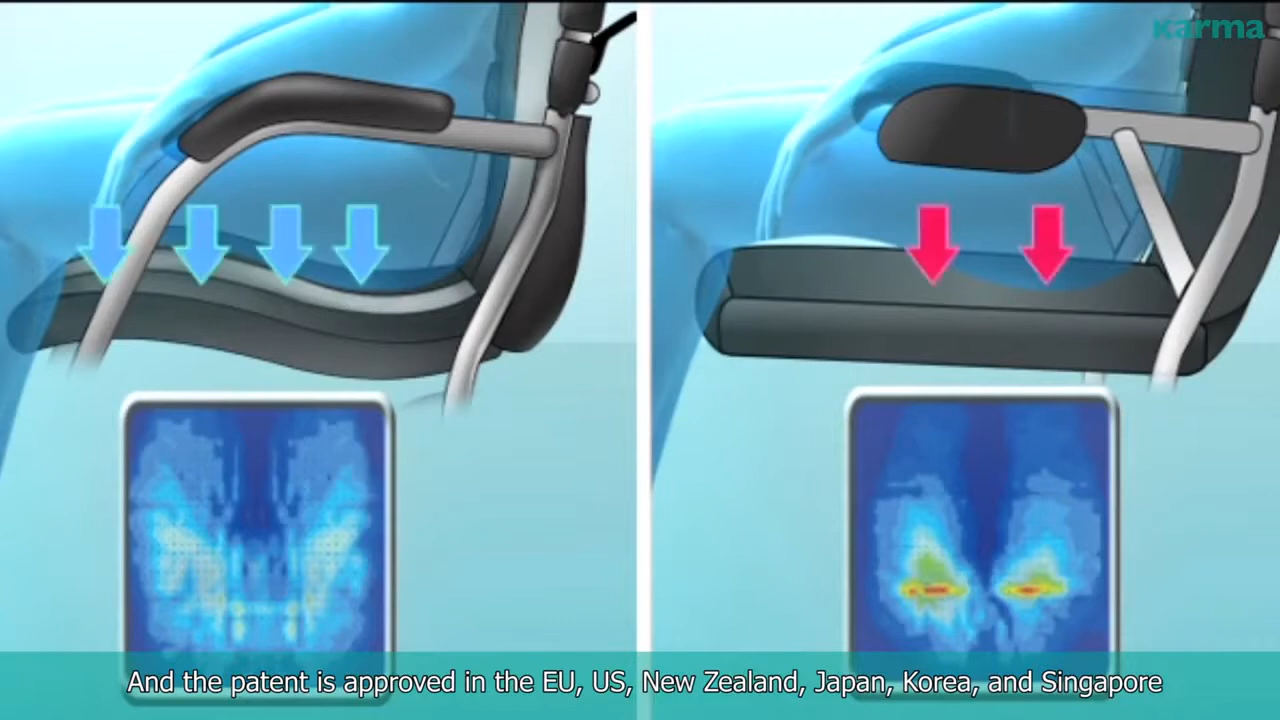 Karma
And the patent is approved in the EU, US, New Zealand, Japan, Korea, and Singapore